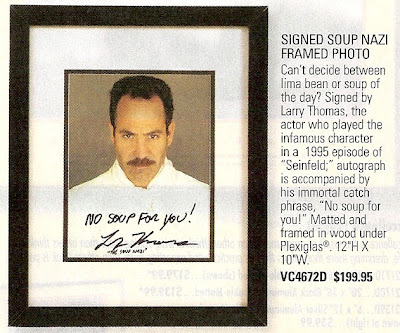 SIGNED SOUP NAZI
FRAMED PHOTO
Can't decide between
lima bean or soup of
the day? Signed by
Larry Thomas, the
actor who played the
infamous character
in a 1995 episode of
"Seinfeld;" autograph
is accompanied by
his immortal catch
phrase, "No soup for
you!" Matted and
framed in wood under
Plexiglas®. 12"H X
10"W.
VC4672D $199.95
NO SOUP FOR YOU!
"THE SOUP NAZI"